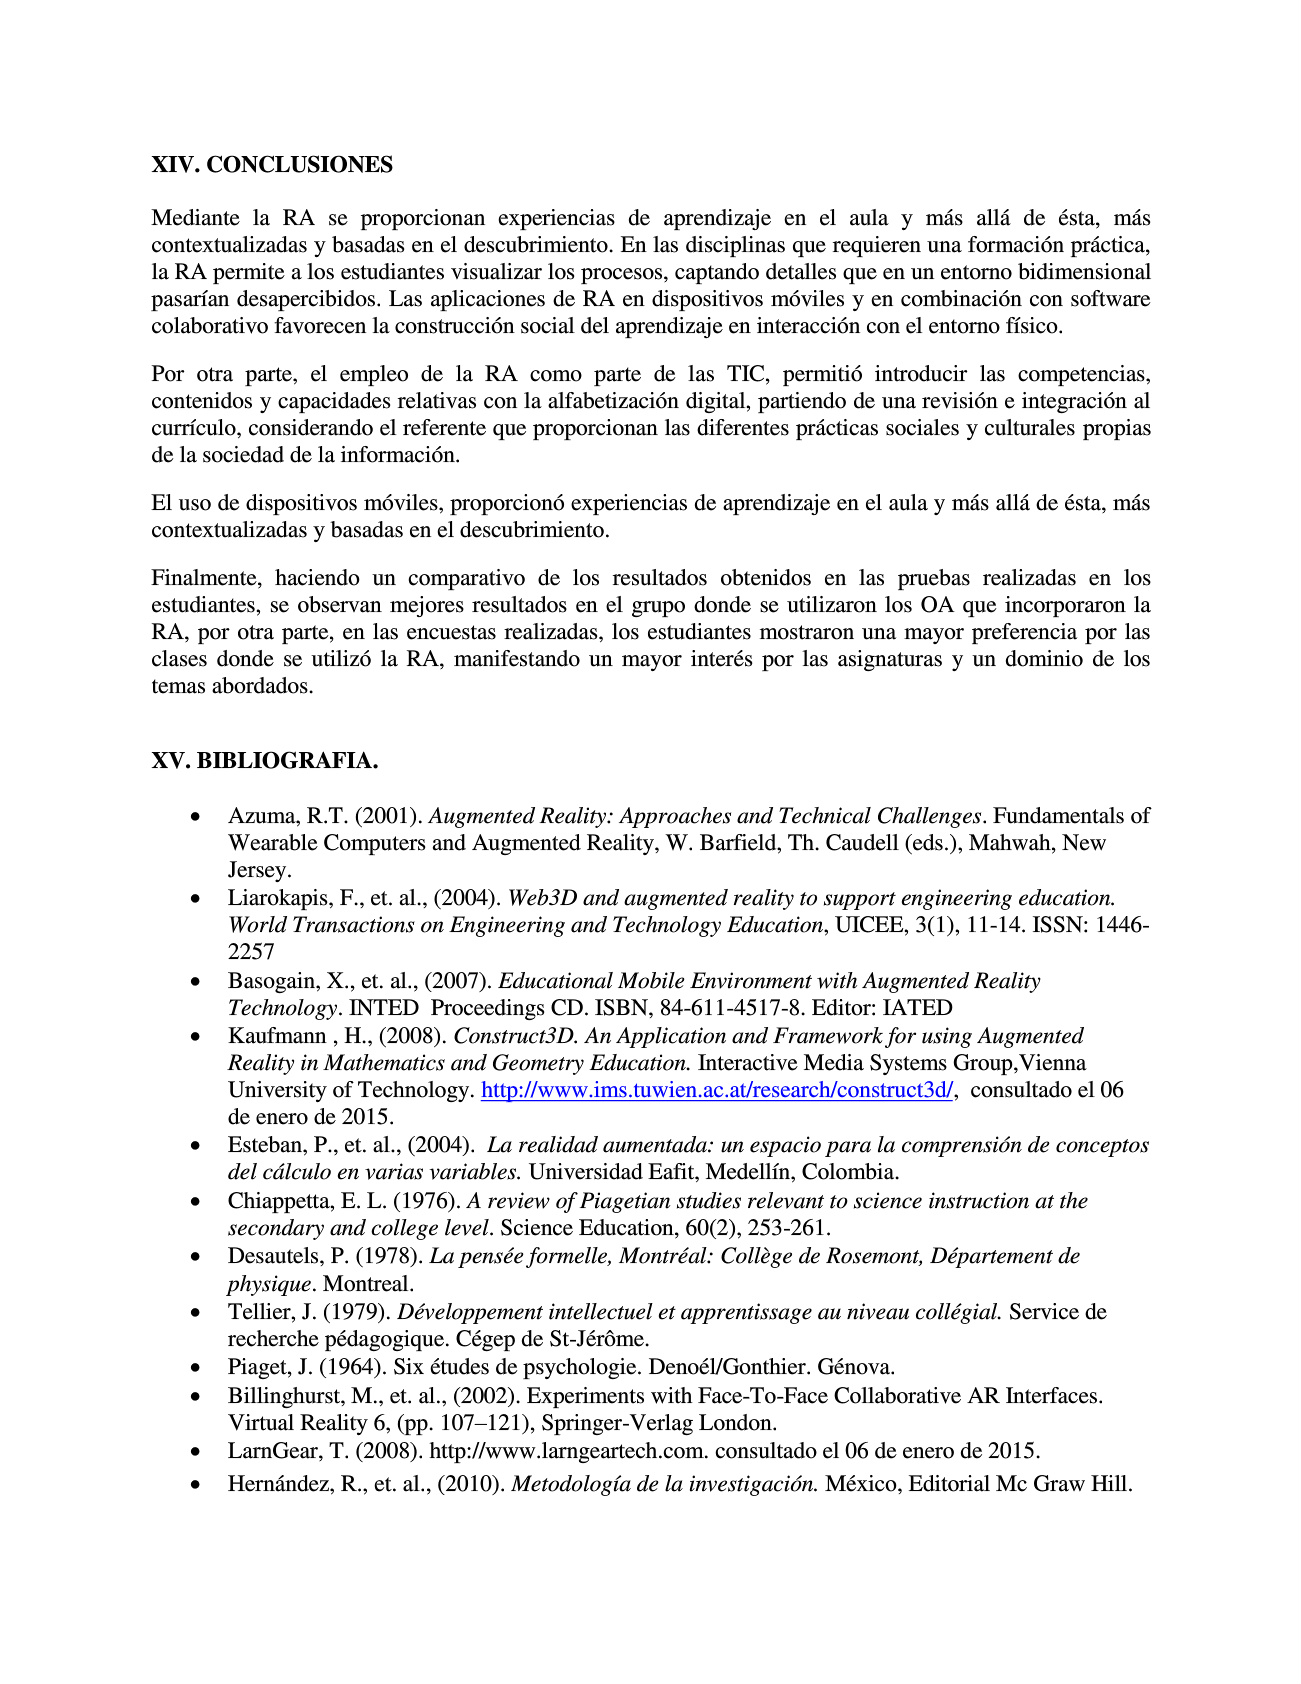 XIV. CONCLUSIONES
Mediante la RA se proporcionan experiencias de aprendizaje en el aula y más allá de ésta, más
contextualizadas y basadas en el descubrimiento. En las disciplinas que requieren una formación práctica,
la RA permite a los estudiantes visualizar los procesos, captando detalles que en un entorno bidimensional
pasarían desapercibidos. Las aplicaciones de RA en dispositivos móviles y en combinación con software
colaborativo favorecen la construcción social del aprendizaje en interacción con el entorno físico.
Por otra parte, el empleo de la RA como parte de las TIC, permitió introducir las competencias,
contenidos y capacidades relativas con la alfabetización digital, partiendo de una revisión e integración al
currículo, considerando el referente que proporcionan las diferentes prácticas sociales y culturales propias
de la sociedad de la información.
El uso de dispositivos móviles, proporcionó experiencias de aprendizaje en el aula y más allá de ésta, más
contextualizadas y basadas en el descubrimiento.
Finalmente, haciendo un comparativo de los resultados obtenidos en las pruebas realizadas en los
estudiantes, se observan mejores resultados en el grupo donde se utilizaron los OA que incorporaron la
RA, por otra parte, en las encuestas realizadas, los estudiantes mostraron una mayor preferencia por las
clases donde se utilizó la RA, manifestando un mayor interés por las asignaturas y un dominio de los
temas abordados.
XV. BIBLIOGRAFIA.
• Azuma, R.T. (2001). Augmented Reality: Approaches and Technical Challenges. Fundamentals of
Wearable Computers and Augmented Reality, W. Barfield, Th. Caudell (eds.), Mahwah, New
Jersey.
• Liarokapis, F., et. al., (2004). Web3D and augmented reality to support engineering education.
World Transactions on Engineering and Technology Education, UICEE, 3(1), 11-14. ISSN: 1446-
2257
• Basogain, X., et. al., (2007). Educational Mobile Environment with Augmented Reality
Technology. INTED  Proceedings CD. ISBN, 84-611-4517-8. Editor: IATED
• Kaufmann , H., (2008). Construct3D. An Application and Framework for using Augmented
Reality in Mathematics and Geometry Education. Interactive Media Systems Group,Vienna
University of Technology. http://www.ims.tuwien.ac.at/research/construct3d/,  consultado el 06
de enero de 2015.
• Esteban, P., et. al., (2004).  La realidad aumentada: un espacio para la comprensión de conceptos
del cálculo en varias variables. Universidad Eafit, Medellín, Colombia.
• Chiappetta, E. L. (1976). A review of Piagetian studies relevant to science instruction at the
secondary and college level. Science Education, 60(2), 253-261.
• Desautels, P. (1978). La pensée formelle, Montréal: Collège de Rosemont, Département de
physique. Montreal.
• Tellier, J. (1979). Développement intellectuel et apprentissage au niveau collégial. Service de
recherche pédagogique. Cégep de St-Jérôme.
• Piaget, J. (1964). Six études de psychologie. Denoél/Gonthier. Génova.
• Billinghurst, M., et. al., (2002). Experiments with Face-To-Face Collaborative AR Interfaces.
Virtual Reality 6, (pp. 107–121), Springer-Verlag London.
• LarnGear, T. (2008). http://www.larngeartech.com. consultado el 06 de enero de 2015.
• Hernández, R., et. al., (2010). Metodología de la investigación. México, Editorial Mc Graw Hill.